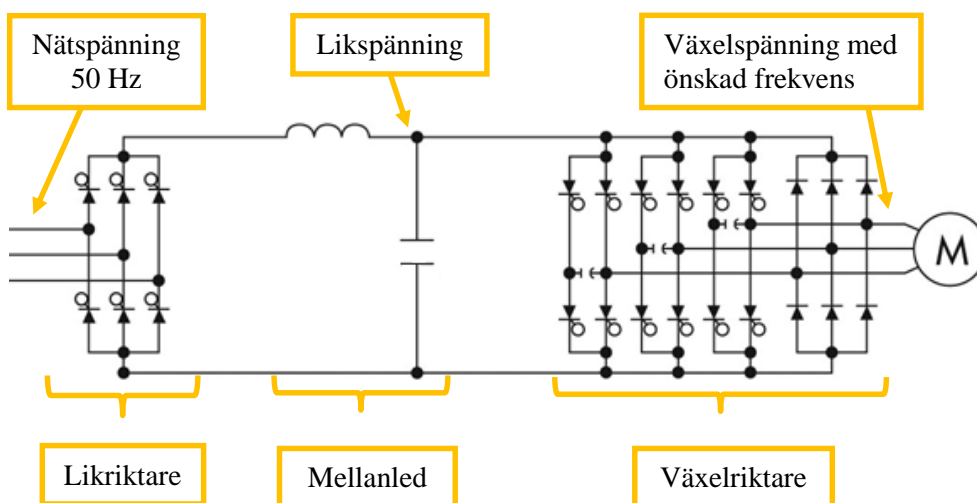 Nätspänning
50 Hz
Likspänning
Växelspänning med
önskad frekvens
M
Likriktare
Mellanled
Växelriktare